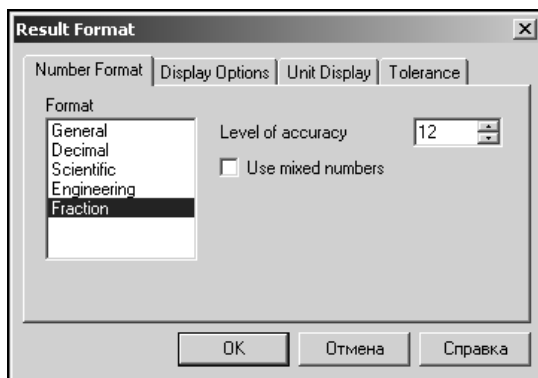 Result Format
Number Format Display Options Unit Display Tolerance
Format
General
Decimal
Scientific
Engineering
Fraction
Level of accuracy 12
Use mixed numbers
OK Отмена Справка